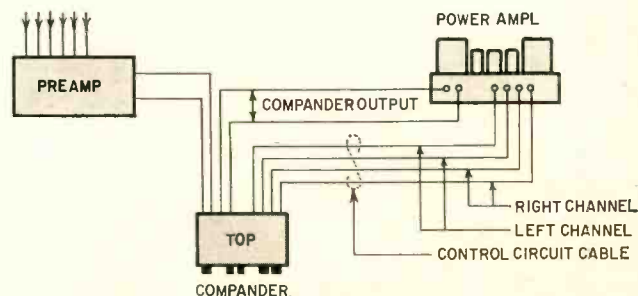 POWER AMPL
PREAMP
COMPANDER OUTPUT
RIGHT CHANNEL
LEFT CHANNEL
TOP
CONTROL CIRCUIT CABLE
COMPANDER